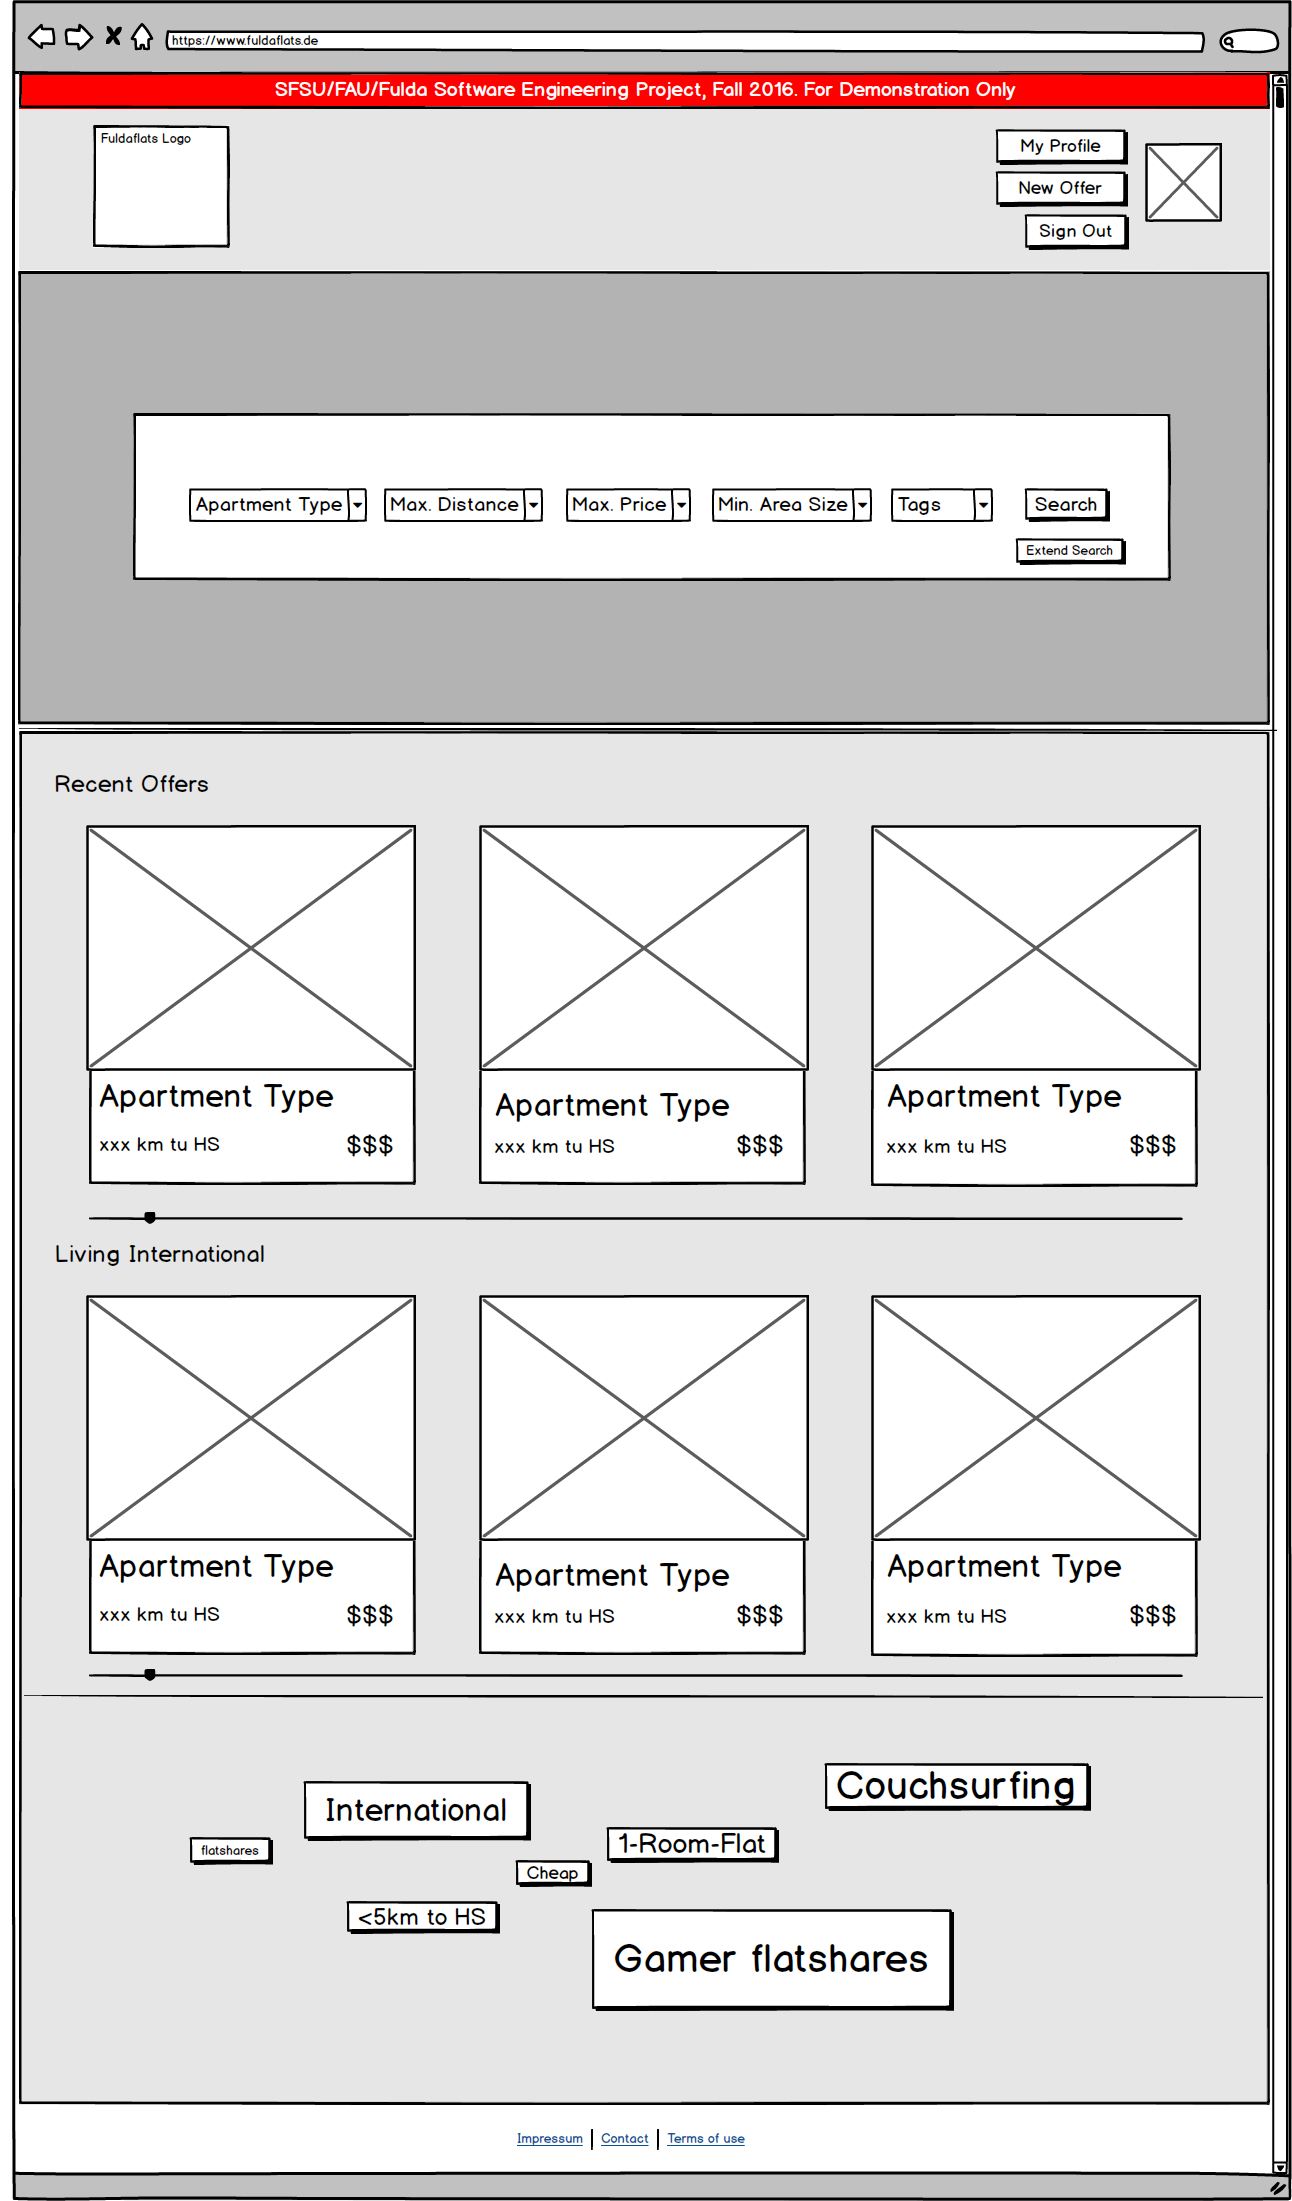 https://www.fuldaflats.de
SFSU/FAU/Fulda Software Engineering Project, Fall 2016. For Demonstration Only
Fuldaflats Logo
My Profile
New Offer
Sign Out
Apartment Type Max. Distance Max. Price Min. Area Size Tags Search
Extend Search
Recent Offers
Apartment Type Apartment Type Apartment Type
xxx km tu HS $$$ xxx km tu HS $$$ xxx km tu HS $$$
Living International
Apartment Type Apartment Type Apartment Type
xxx km tu HS $$$ xxx km tu HS $$$ xxx km tu HS $$$
Couchsurfing
International
1-Room-Flat
flatshares
Cheap
<5km to HS
Gamer flatshares
Impressum Contact Terms of use